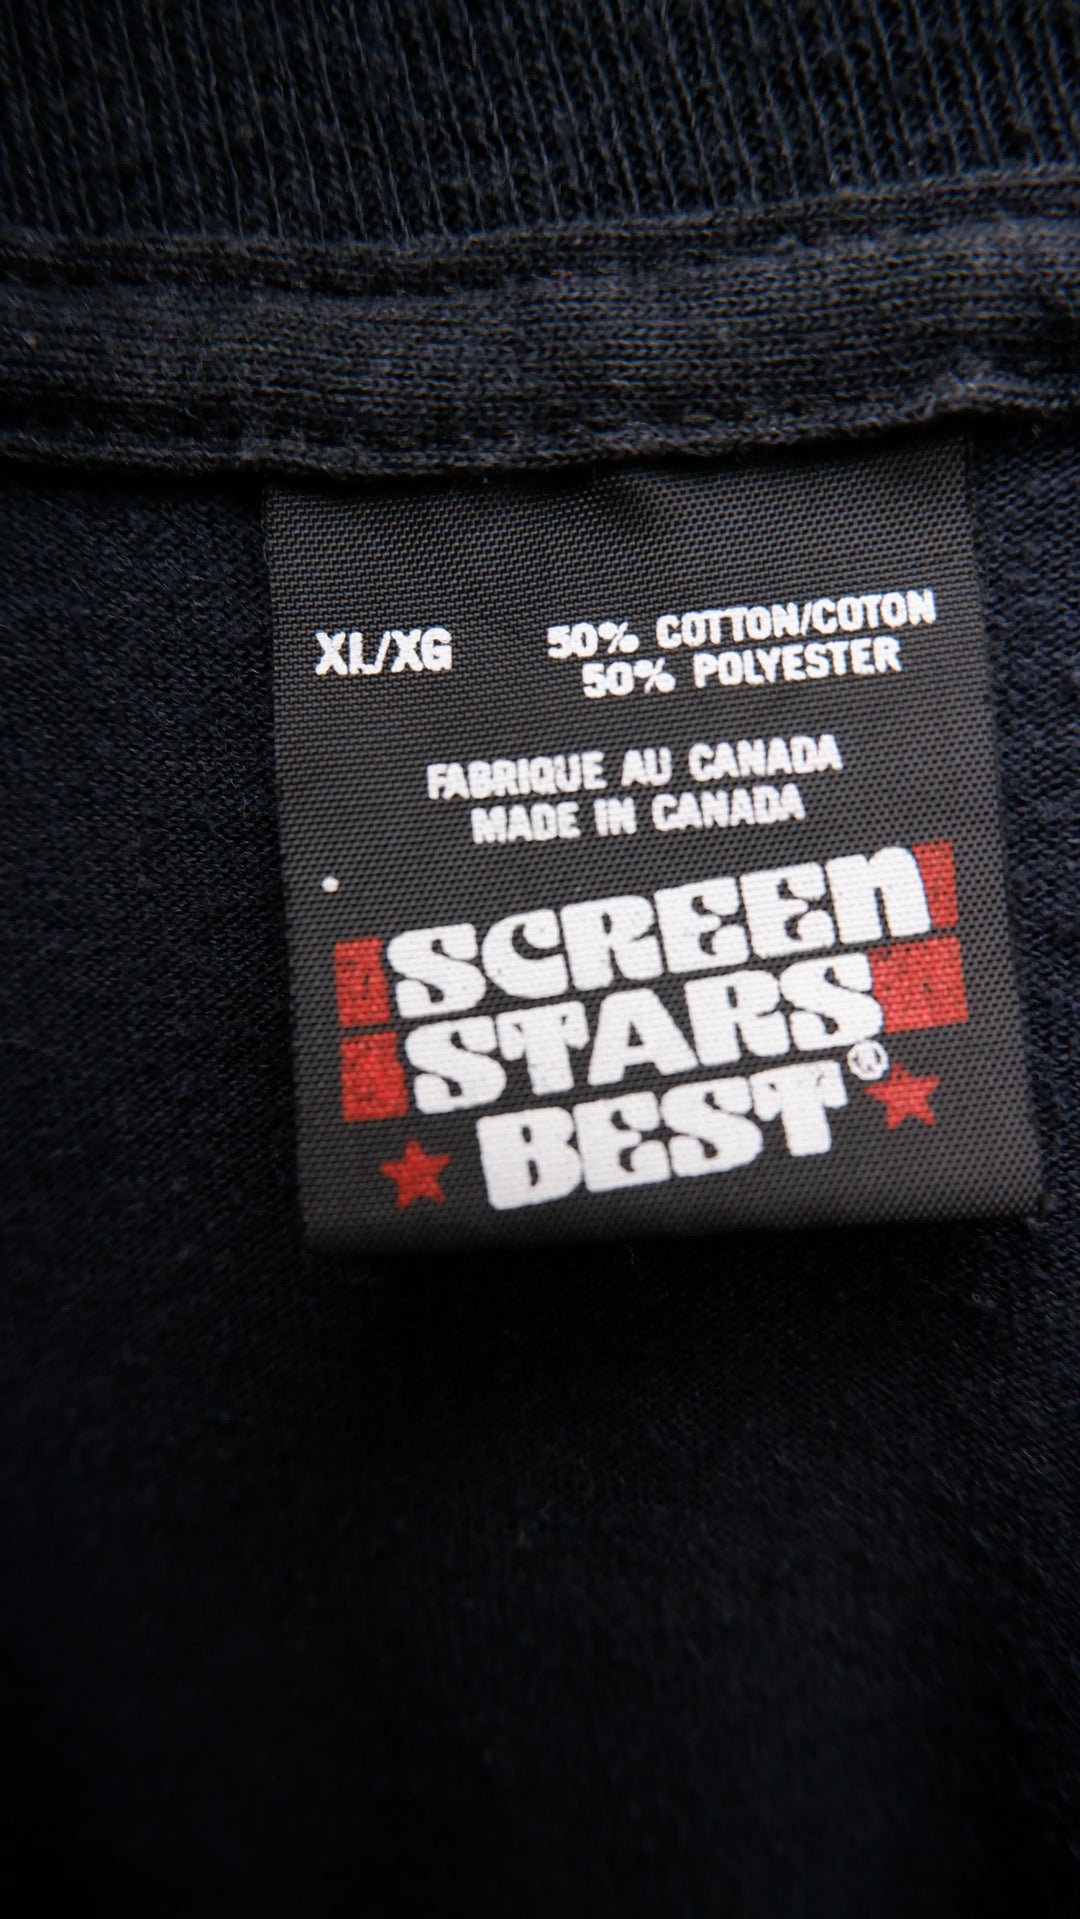 XL/XG
50% COTTON/COTON
50% POLYESTER
FABRIQUE AU CANADA
MADE IN CANADA
SCREEN
STARS
BEST®